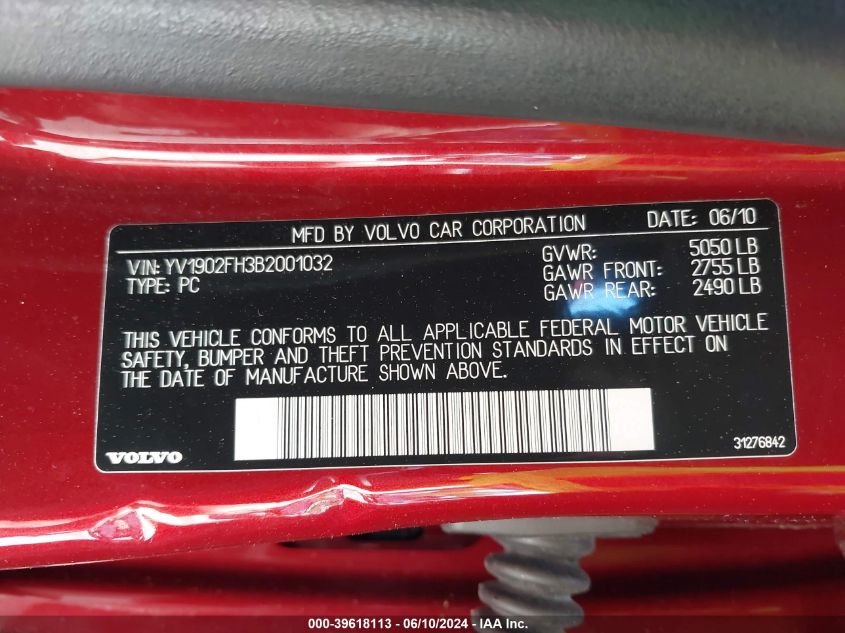 MFD BY VOLVO CAR CORPORATION DATE: 06/10
VIN: YV1902FH3B2001032 GVWR: 5050 LB
TYPE: PC GAWR FRONT: 2755 LB
GAWR REAR: 2490 LB
THIS VEHICLE CONFORMS TO ALL APPLICABLE FEDERAL MOTOR VEHICLE
SAFETY, BUMPER AND THEFT PREVENTION STANDARDS IN EFFECT ON
THE DATE OF MANUFACTURE SHOWN ABOVE.
VOLVO 31276842
000-39618113 - 06/10/2024 - IAA Inc.